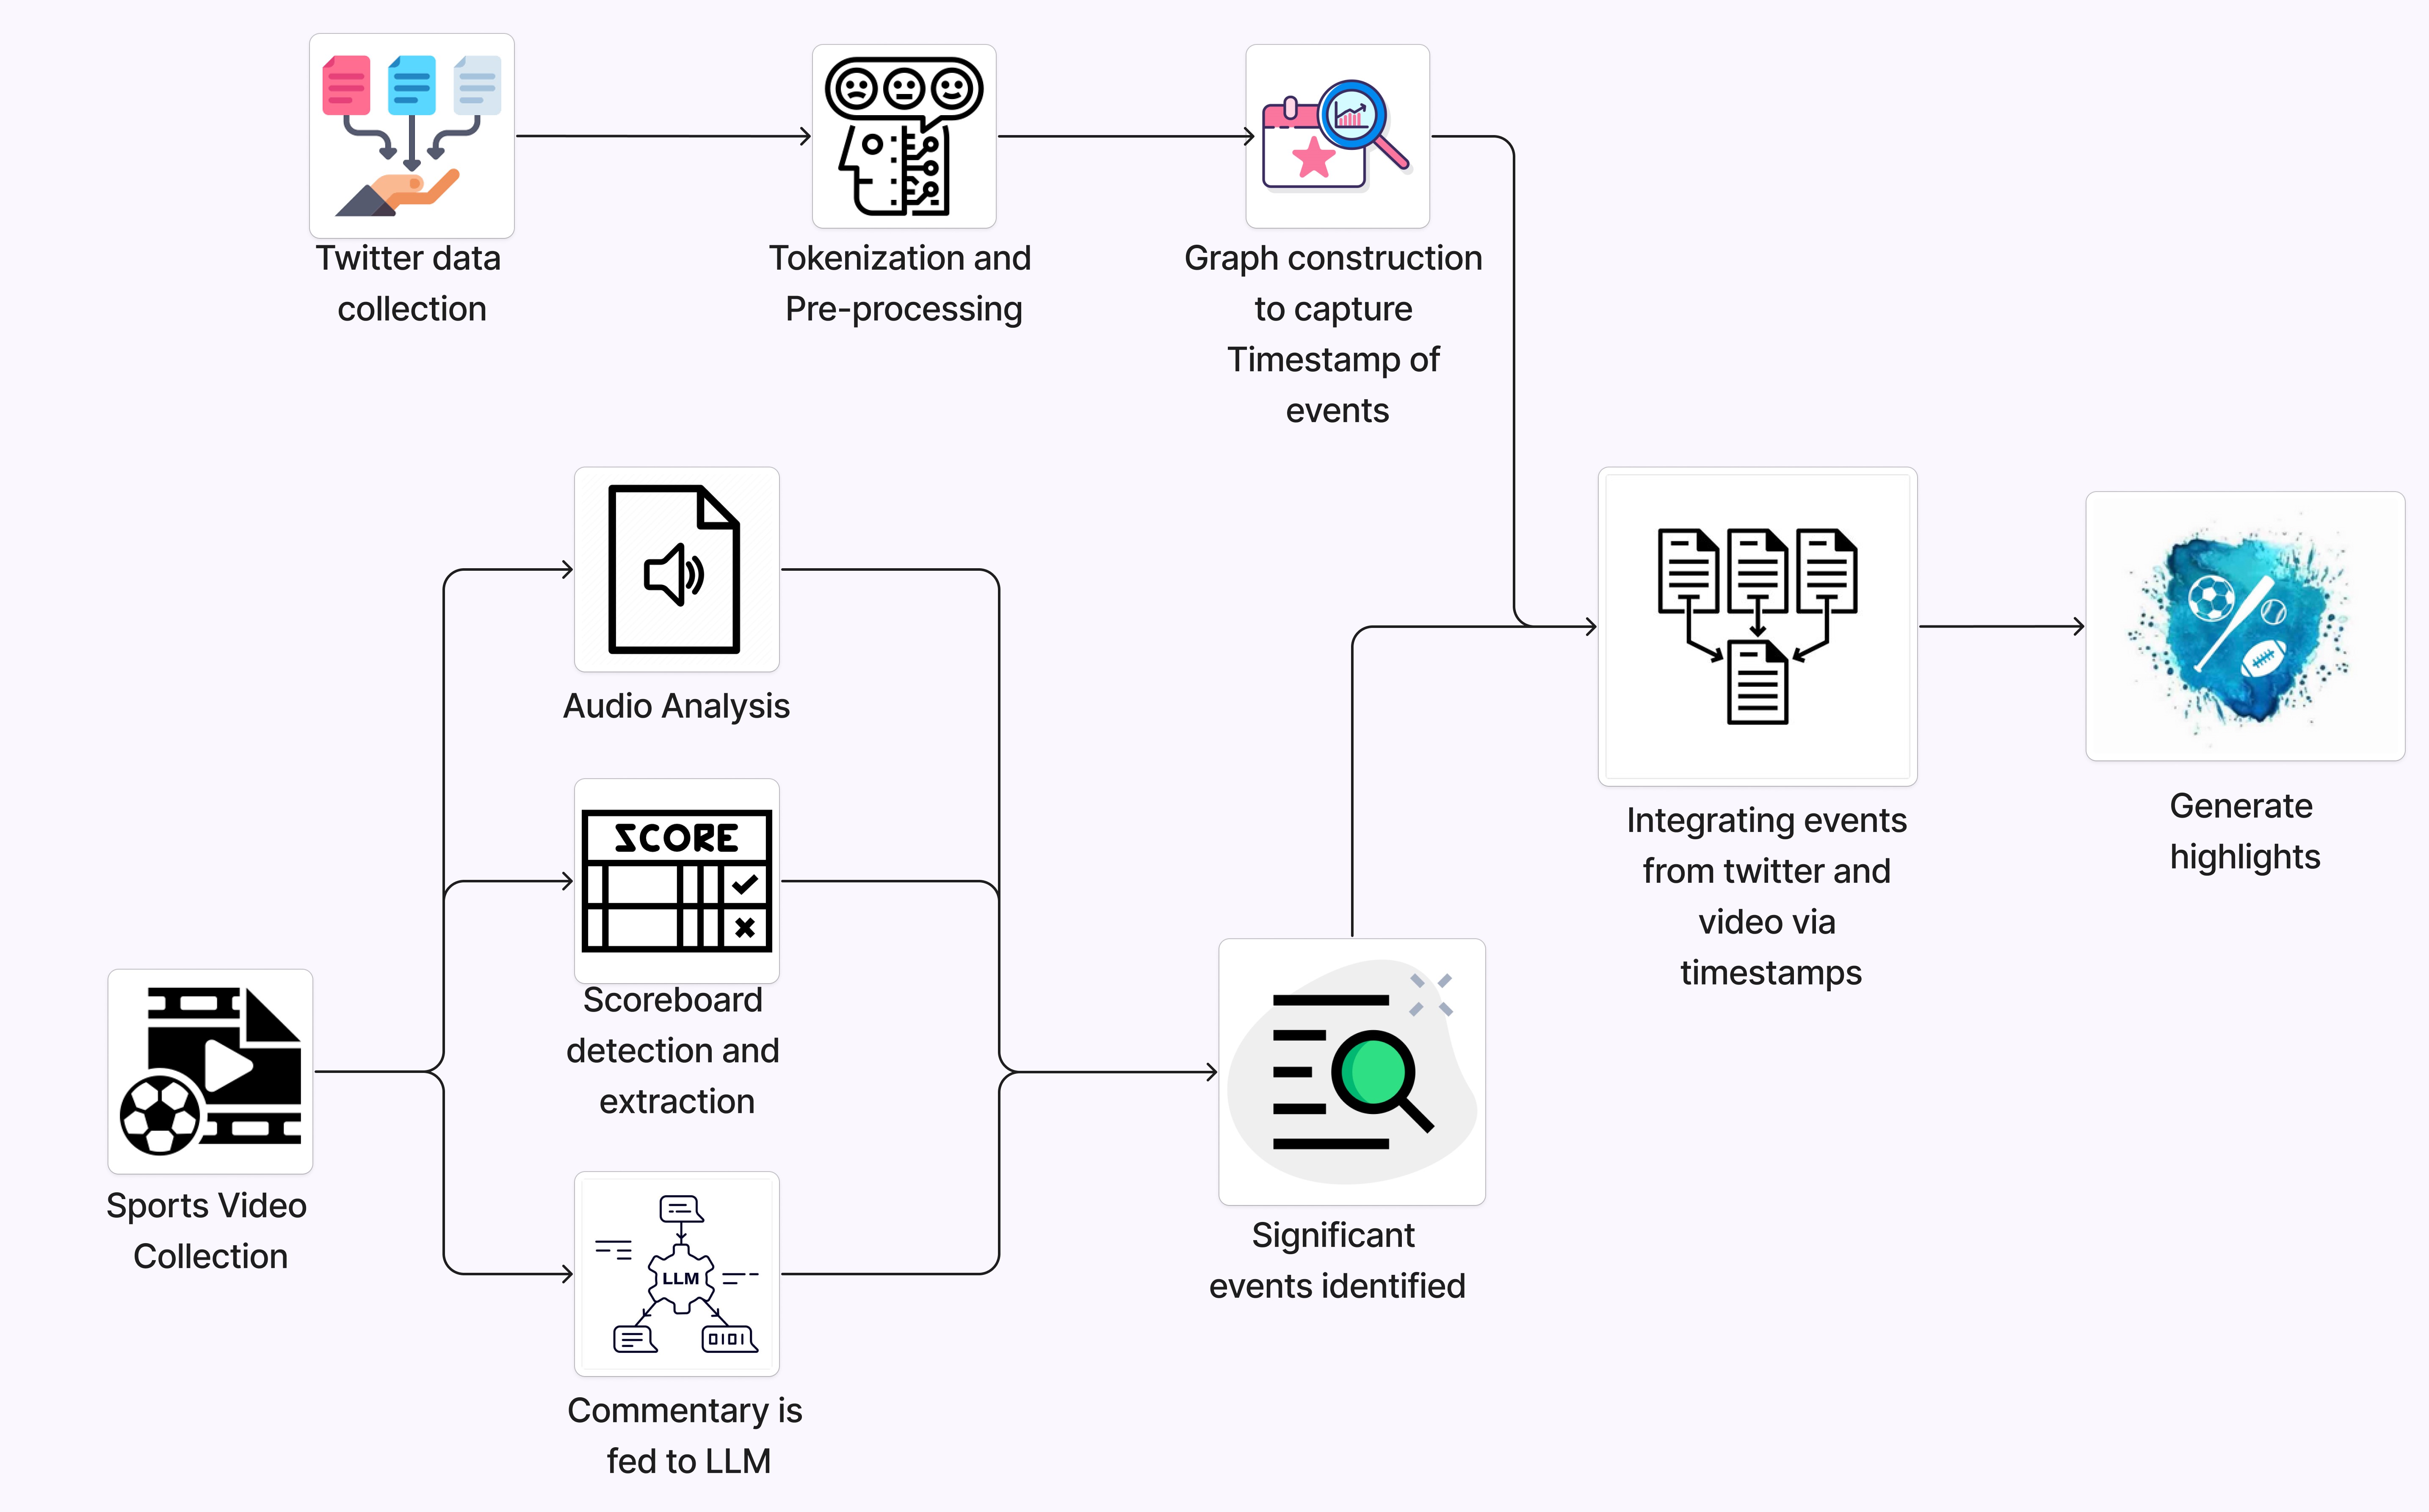 Twitter data
collection
Tokenization and
Pre-processing
Graph construction
to capture
Timestamp of
events
Audio Analysis
SCORE
Scoreboard
detection and
extraction
Sports Video
Collection
LLM
0101
Commentary is
fed to LLM
Significant
events identified
Integrating events
from twitter and
video via
timestamps
Generate
highlights